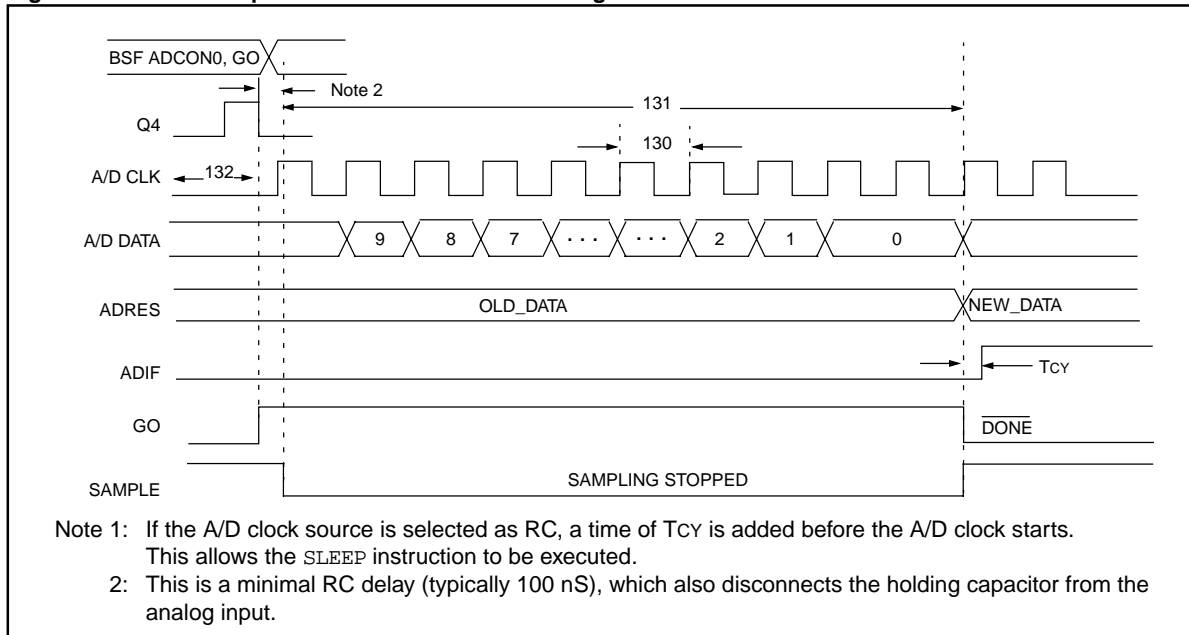 BSF ADCON0, GO
Note 2
131
Q4
130
A/D CLK
132
A/D DATA
9 8 7 · · · · · · 2 1 0
ADRES
OLD_DATA
NEW_DATA
ADIF
TCY
GO
DONE
SAMPLE
SAMPLING STOPPED
Note 1: If the A/D clock source is selected as RC, a time of TCY is added before the A/D clock starts.
This allows the SLEEP instruction to be executed.
2: This is a minimal RC delay (typically 100 nS), which also disconnects the holding capacitor from the
analog input.